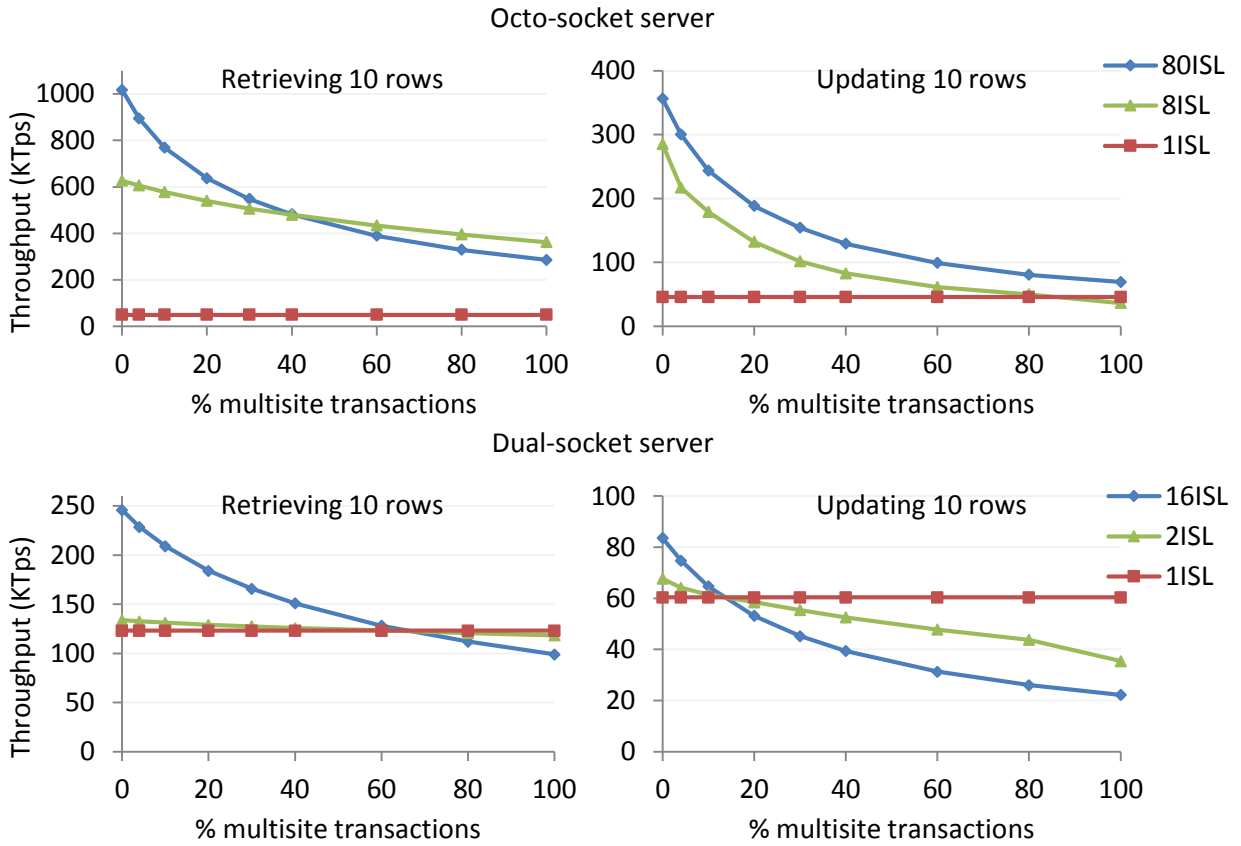 Octo-socket server
Retrieving 10 rows
Throughput (KTps)
1000
800
600
400
200
0
0 20 40 60 80 100
% multisite transactions
Updating 10 rows
400
300
200
100
0
0 20 40 60 80 100
% multisite transactions
80ISL
8ISL
1ISL
Dual-socket server
Retrieving 10 rows
Throughput (KTps)
250
200
150
100
50
0
0 20 40 60 80 100
% multisite transactions
Updating 10 rows
100
80
60
40
20
0
0 20 40 60 80 100
% multisite transactions
16ISL
2ISL
1ISL